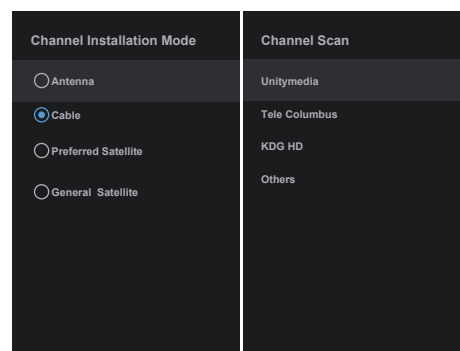 Channel Installation Mode
Antenna
Cable
Preferred Satellite
General Satellite
Channel Scan
Unitymedia
Tele Columbus
KDG HD
Others